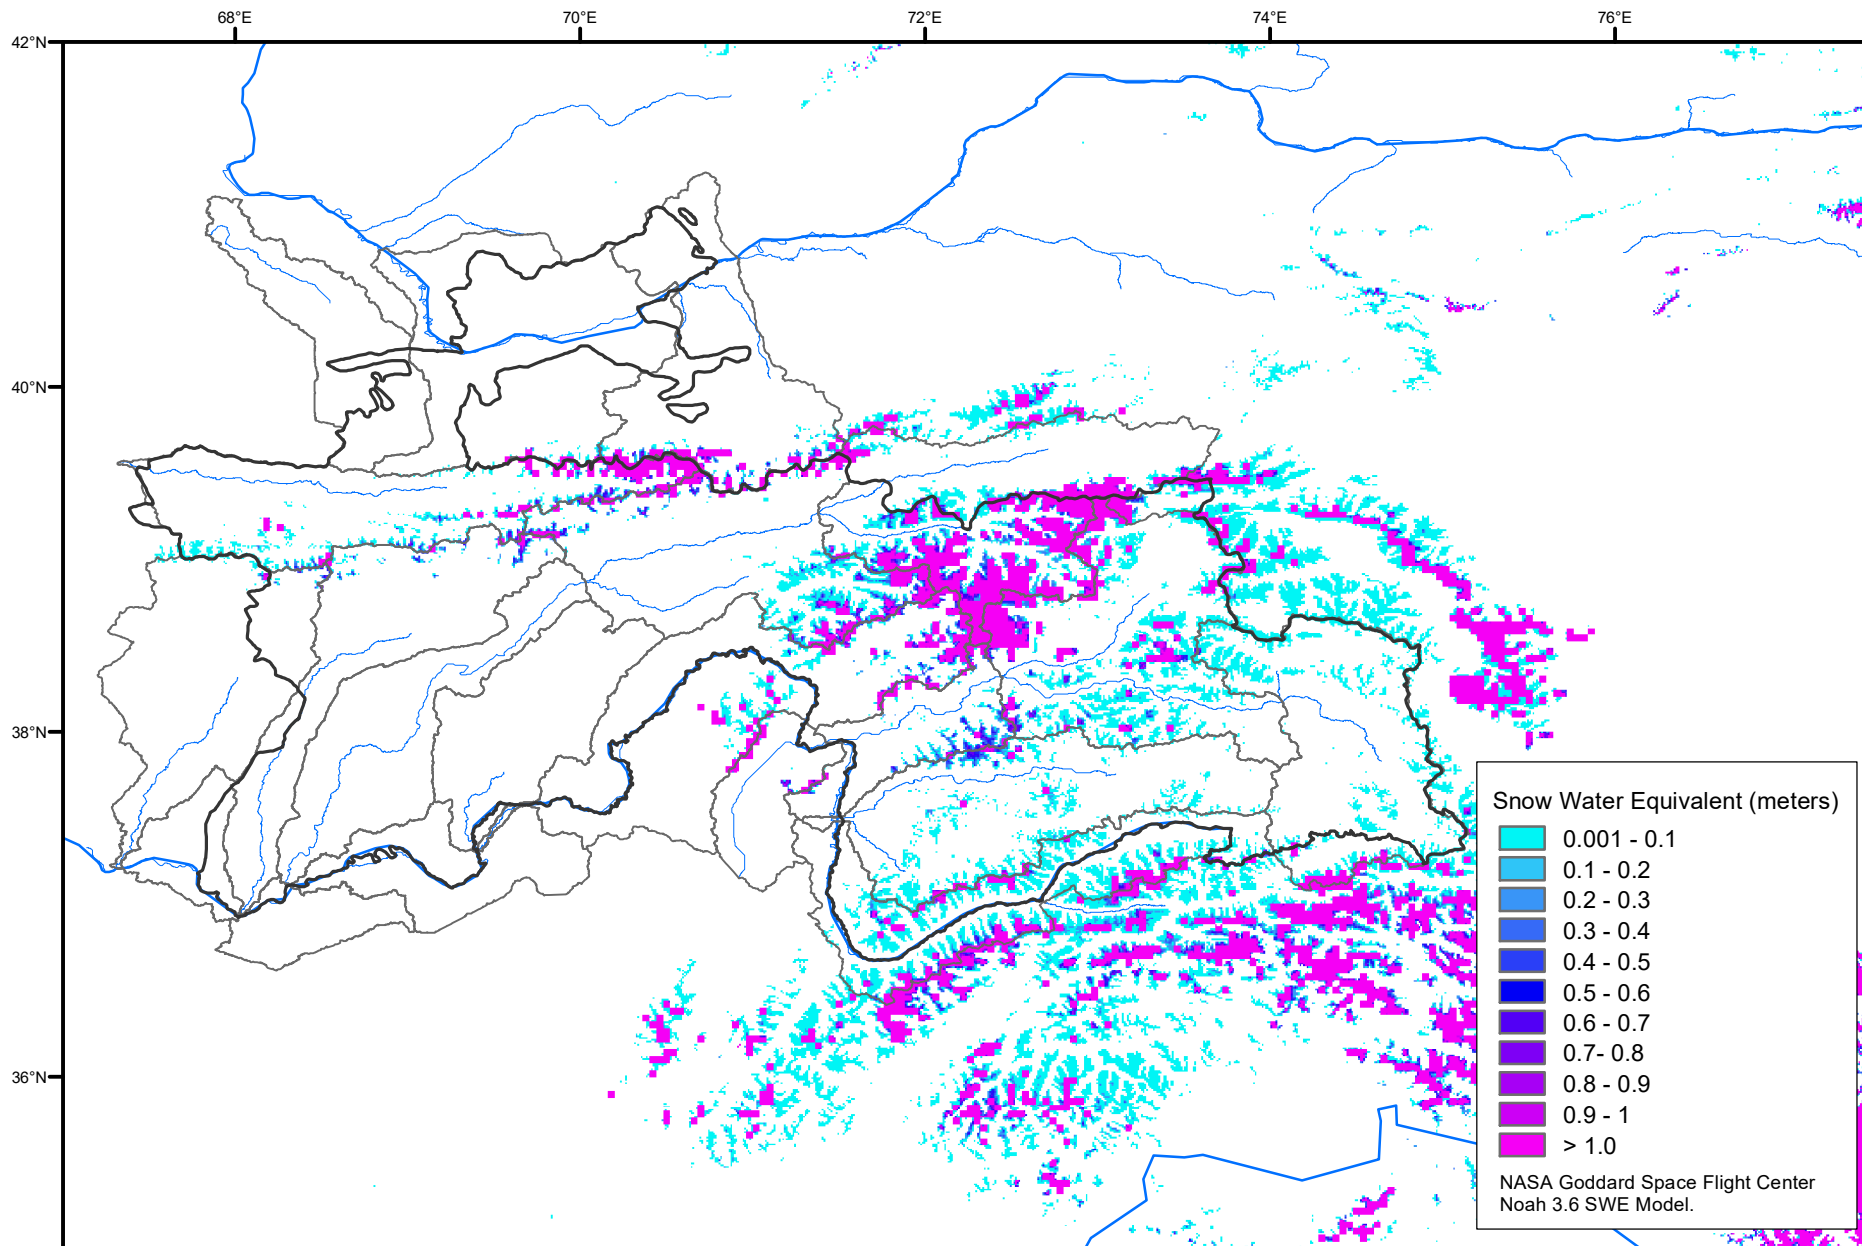 68°E 70°E 72°E 74°E 76°E
42°N
40°N
38°N
36°N
Snow Water Equivalent (meters)
0.001 - 0.1
0.1 - 0.2
0.2 - 0.3
0.3 - 0.4
0.4 - 0.5
0.5 - 0.6
0.6 - 0.7
0.7- 0.8
0.8 - 0.9
0.9 - 1
> 1.0
NASA Goddard Space Flight Center
Noah 3.6 SWE Model.